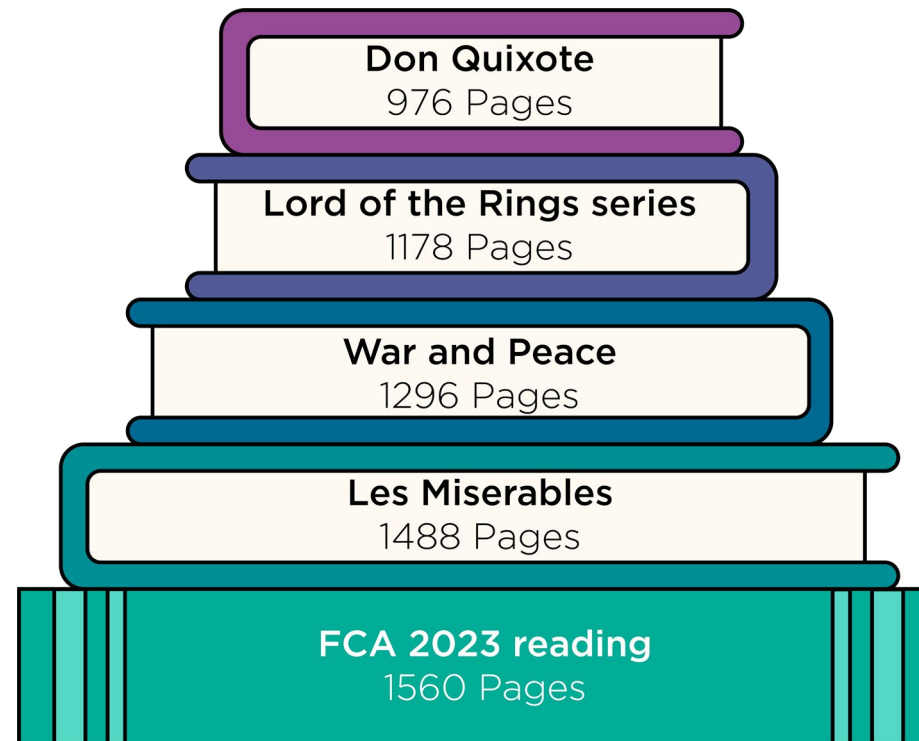 Don Quixote
976 Pages
Lord of the Rings series
1178 Pages
War and Peace
1296 Pages
Les Miserables
1488 Pages
FCA 2023 reading
1560 Pages